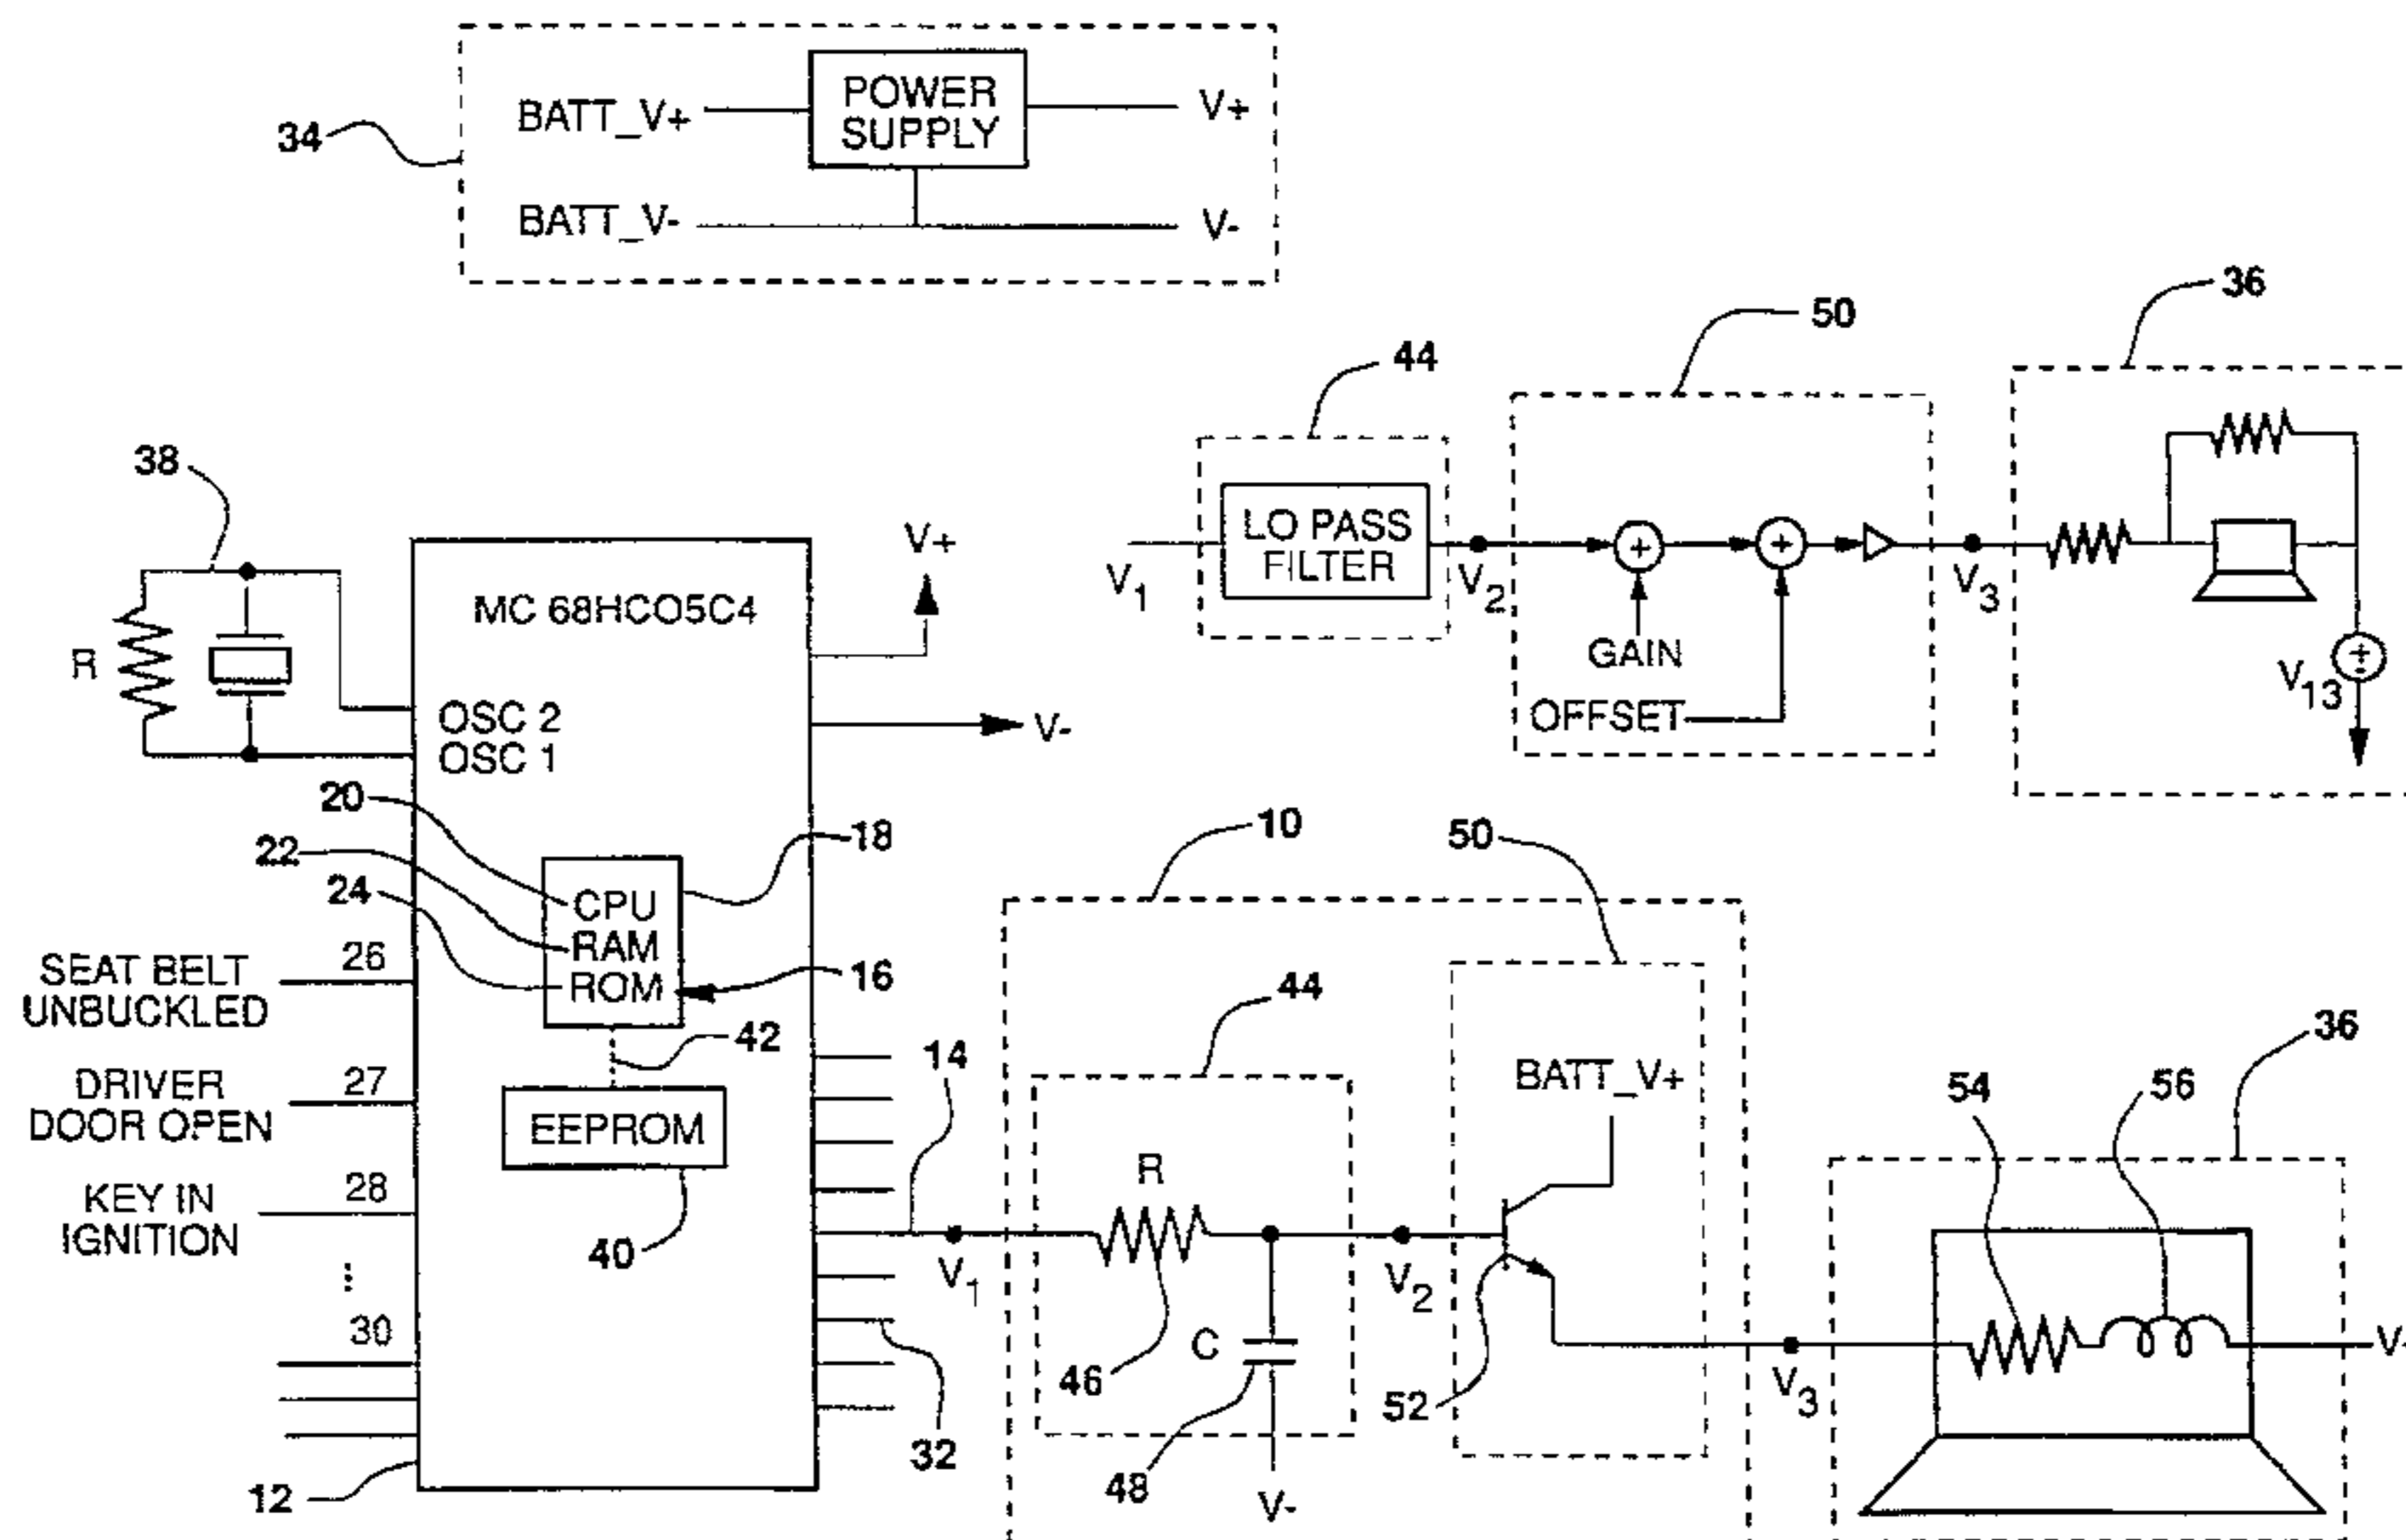 34
BATT_V+
POWER
SUPPLY
V+
BATT_V-
V-
44
50
36
V1
LO PASS
FILTER
V2
V3
GAIN
OFFSET
V13
38
R
MC 68HCO5C4
OSC 2
OSC 1
V+
V-
20
22
24
18
CPU
RAM
ROM
16
42
EEPROM
40
SEAT BELT
UNBUCKLED
26
DRIVER
DOOR OPEN
27
KEY IN
IGNITION
28
30
12
14
32
10
50
44
V1
R
46
C
48
V-
V2
BATT_V+
52
V3
36
54
56